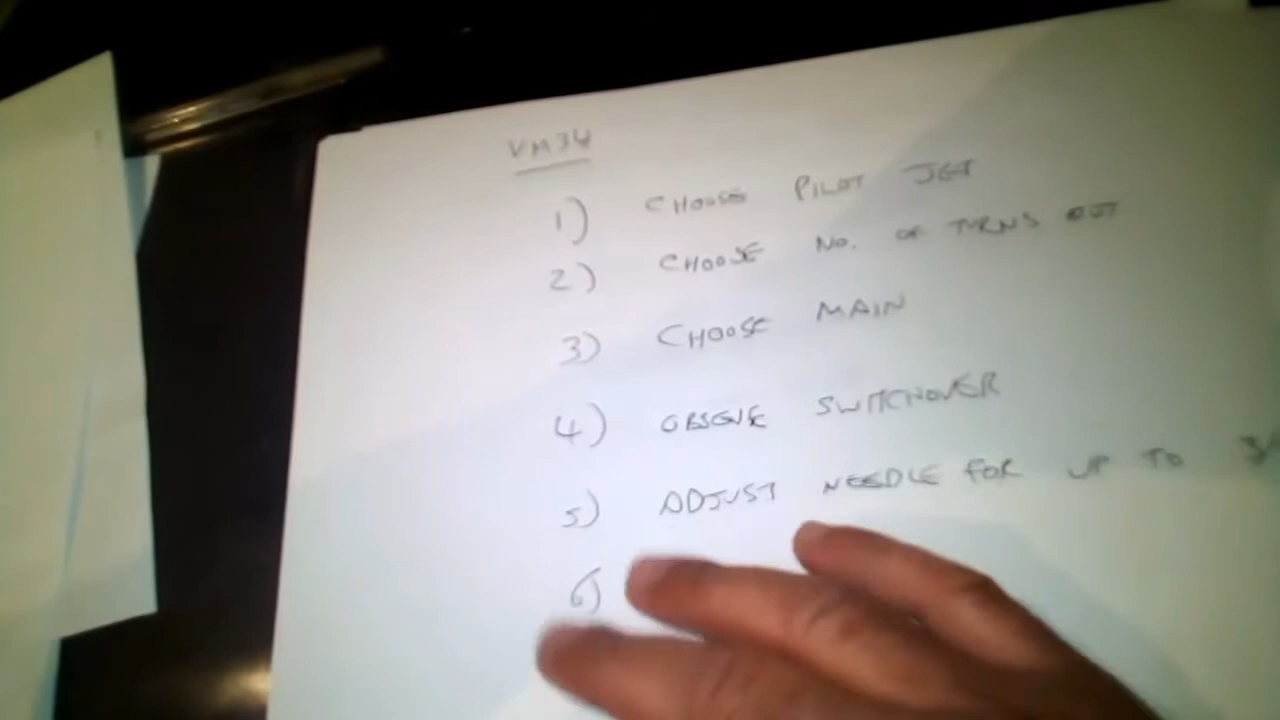 VM34
1) CHOOSE PILOT JET
2) CHOOSE NO. OF TURNS OUT
3) CHOOSE MAIN
4) OBSERVE SWITCHOVER
5) ADJUST NEEDLE FOR UP TO 3/
6)